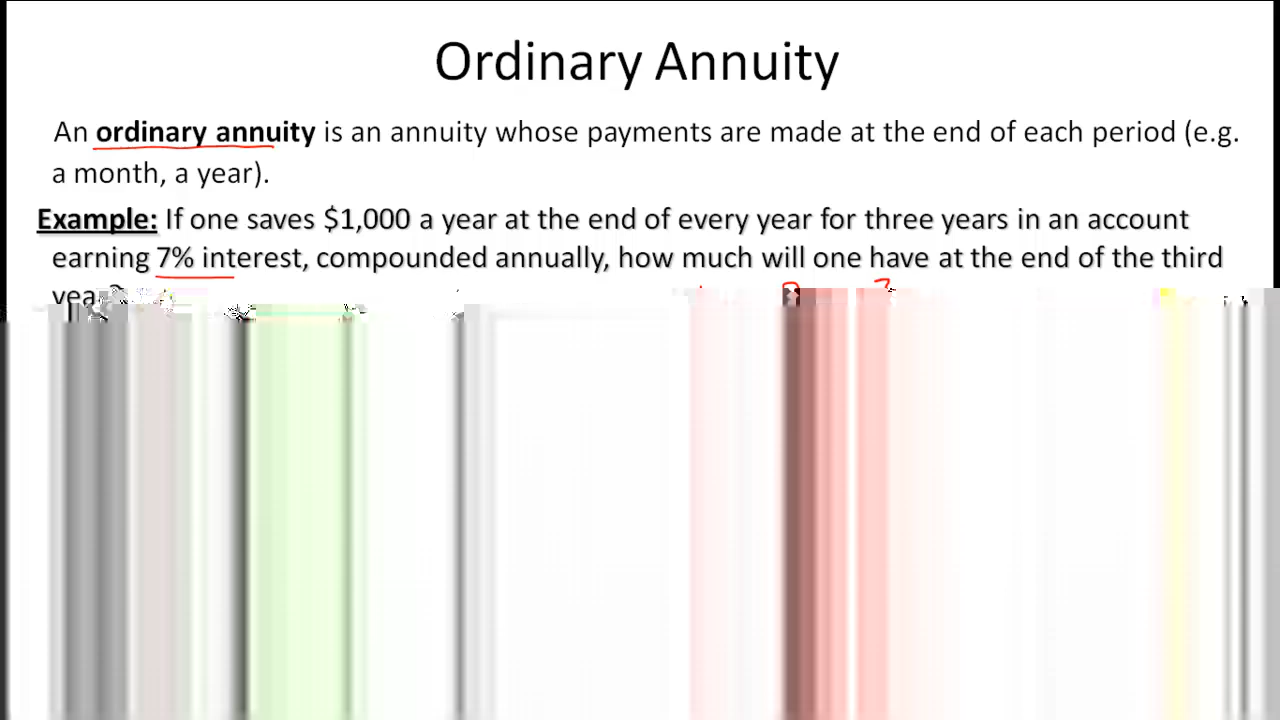 Ordinary Annuity
An ordinary annuity is an annuity whose payments are made at the end of each period (e.g.
a month, a year).
Example: If one saves $1,000 a year at the end of every year for three years in an account
earning 7% interest, compounded annually, how much will one have at the end of the third
year?